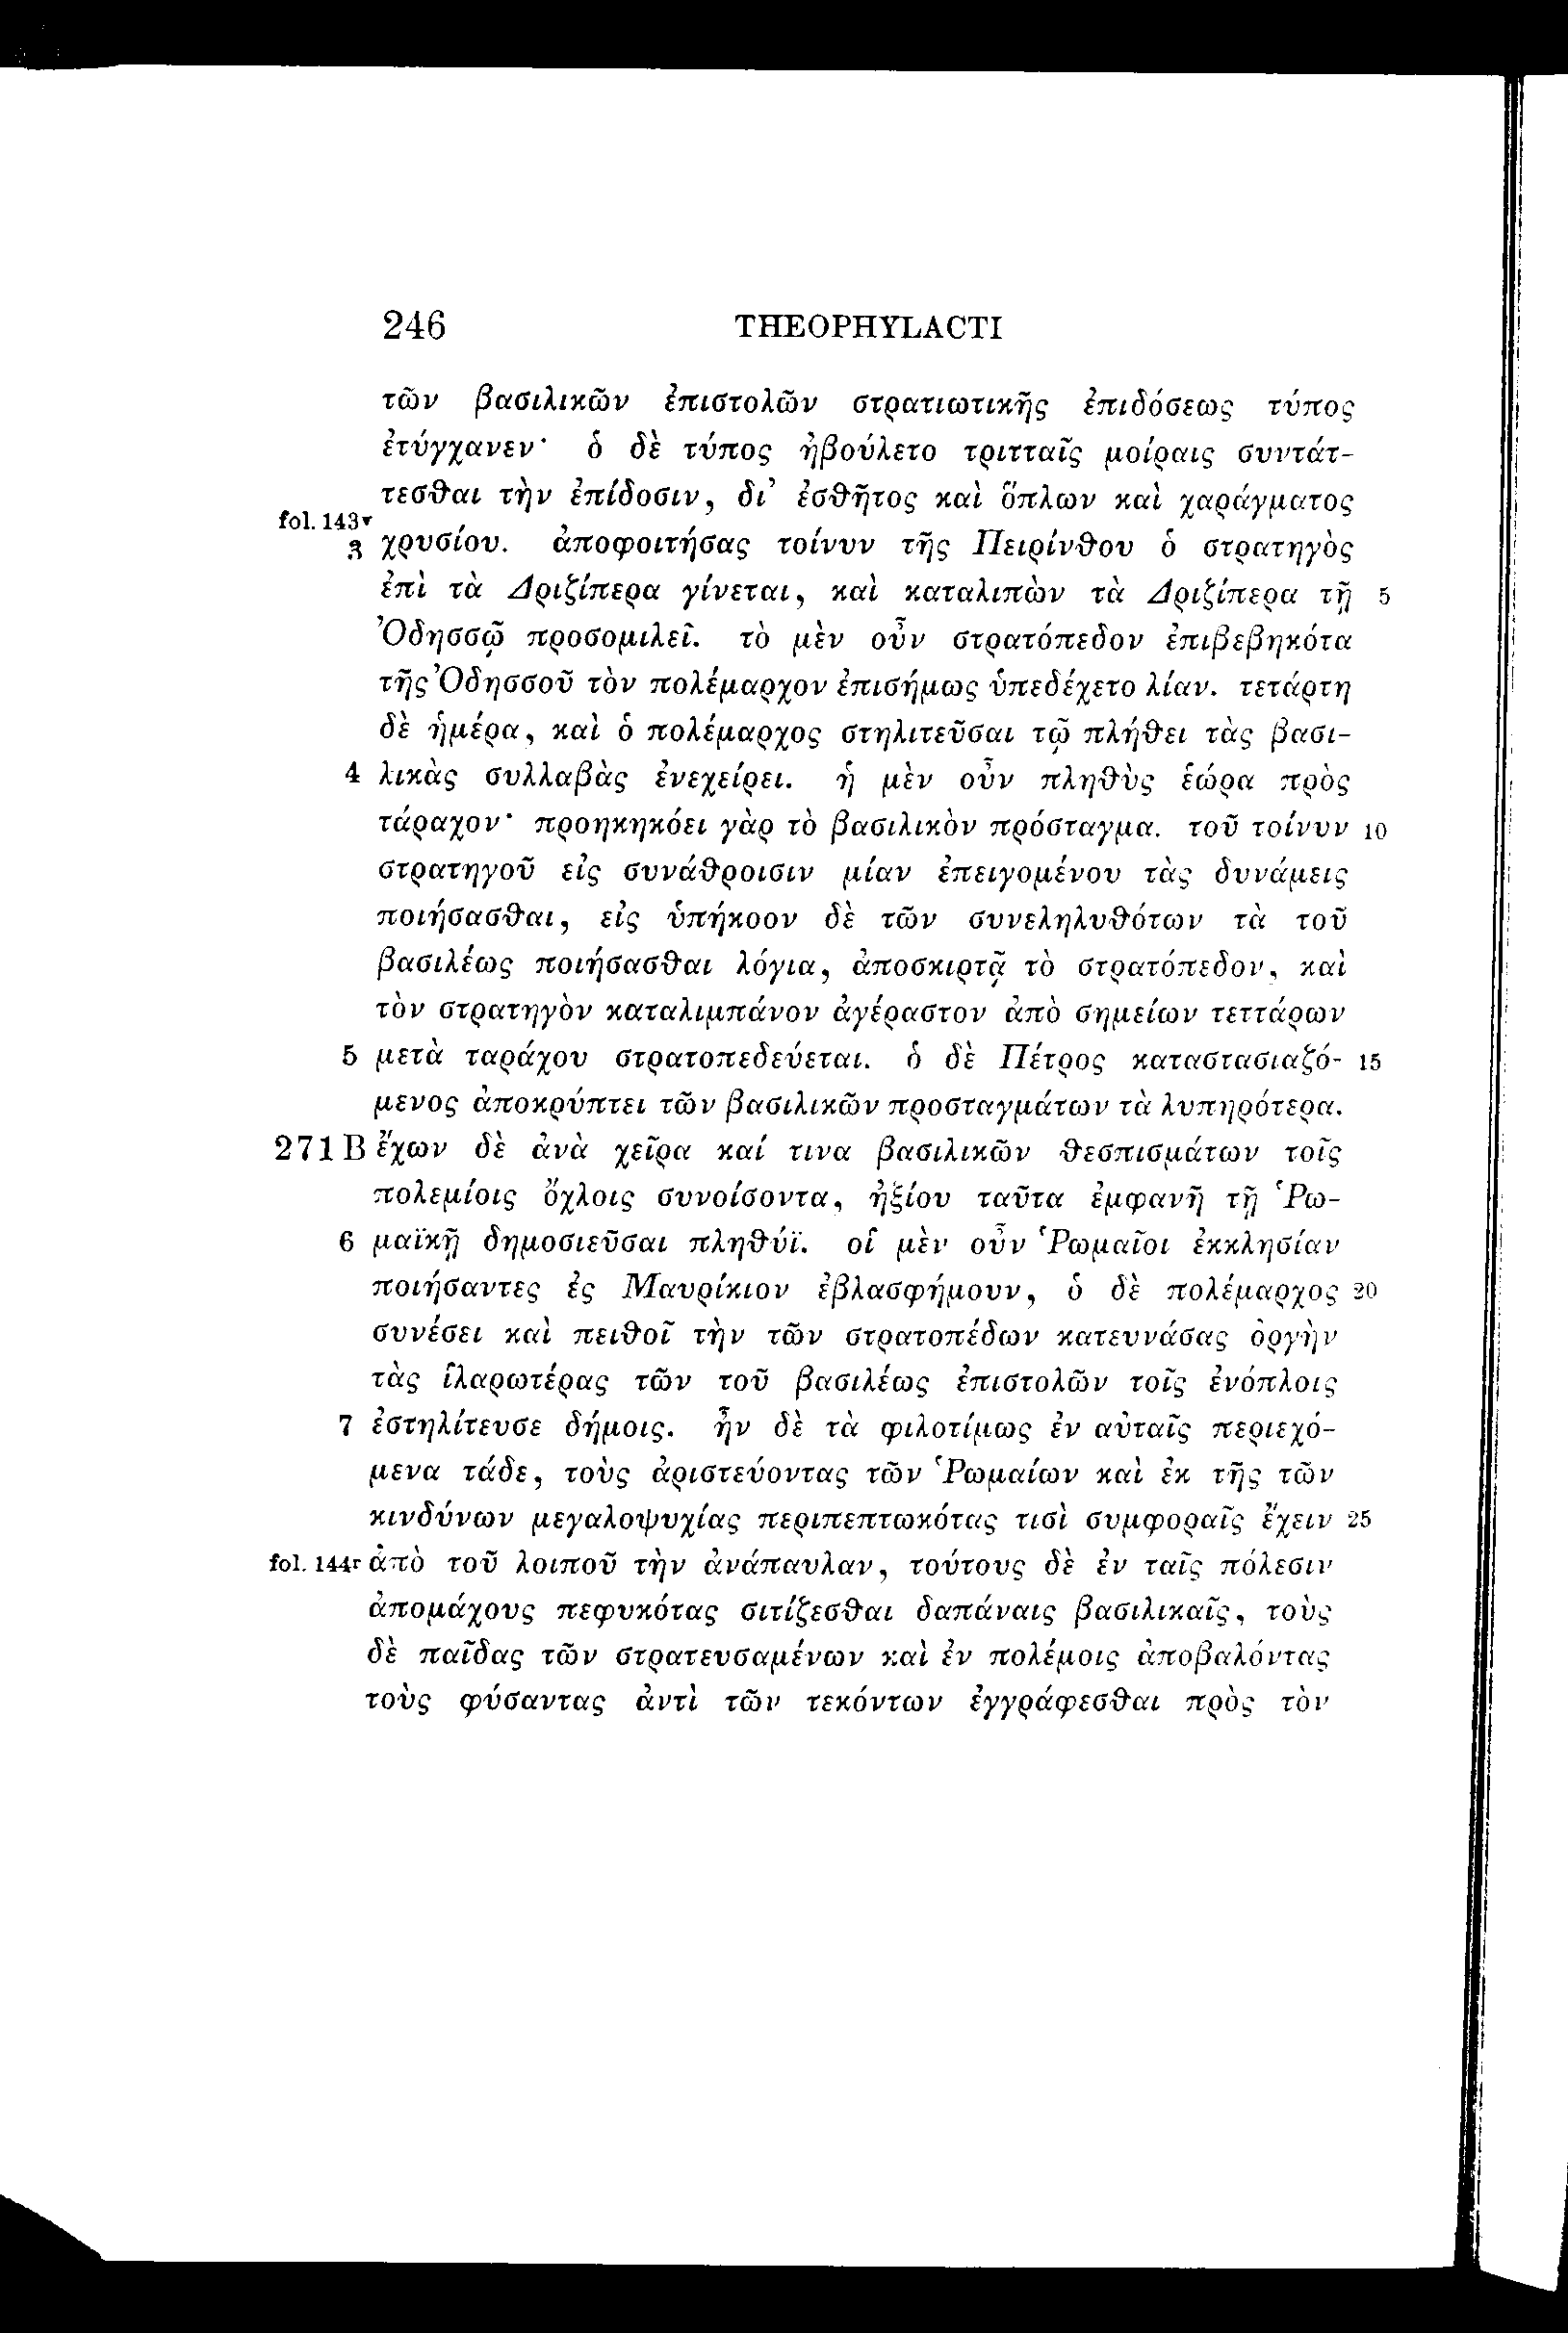 246 THEOPHYLACTI
τῶν βασιλικῶν ἐπιστολῶν στρατιωτικῆς ἐπιδόσεως τύπος
ἐτύγχανεν· ὁ δὲ τύπος ἠβούλετο τριτταῖς μοίραις συντάτ-
τεσθαι τὴν ἐπίδοσιν, δι’ ἐσθῆτος καὶ ὅπλων καὶ χαράγματος
fol. 143v
3 χρυσίου. ἀποφοιτήσας τοίνυν τῆς Πειρίνθου ὁ στρατηγὸς
ἐπὶ τὰ Δριζίπερα γίνεται, καὶ καταλιπὼν τὰ Δριζίπερα τῇ 5
Ὀδησσῷ προσομιλεῖ. τὸ μὲν οὖν στρατόπεδον ἐπιβεβηκότα
τῆς Ὀδησσοῦ τὸν πολέμαρχον ἐπισήμως ὑπεδέχετο λίαν. τετάρτη
δὲ ἡμέρα, καὶ ὁ πολέμαρχος στηλιτεῦσαι τῷ πλήθει τὰς βασι-
4 λικὰς συλλαβὰς ἐνεχείρει. ἡ μὲν οὖν πληθὺς ἑώρα πρὸς
τάραχον· προηκηκόει γὰρ τὸ βασιλικὸν πρόσταγμα. τοῦ τοίνυν 10
στρατηγοῦ εἰς συνάθροισιν μίαν ἐπειγομένου τὰς δυνάμεις
ποιήσασθαι, εἰς ὑπήκοον δὲ τῶν συνεληλυθότων τὰ τοῦ
βασιλέως ποιήσασθαι λόγια, ἀποσκιρτᾷ τὸ στρατόπεδον, καὶ
τὸν στρατηγὸν καταλιμπάνον ἀγέραστον ἀπὸ σημείων τεττάρων
5 μετὰ ταράχου στρατοπεδεύεται. ὁ δὲ Πέτρος καταστασιαζό- 15
μενος ἀποκρύπτει τῶν βασιλικῶν προσταγμάτων τὰ λυπηρότερα.
271 B ἔχων δὲ ἀνὰ χεῖρα καί τινα βασιλικῶν θεσπισμάτων τοῖς
πολεμίοις ὄχλοις συνοίσοντα, ἠξίου ταῦτα ἐμφανῆ τῇ Ῥω-
6 μαϊκῇ δημοσιεῦσαι πληθύϊ. οἱ μὲν οὖν Ῥωμαῖοι ἐκκλησίαν
ποιήσαντες ἐς Μαυρίκιον ἐβλασφήμουν, ὁ δὲ πολέμαρχος 20
συνέσει καὶ πειθοῖ τὴν τῶν στρατοπέδων κατευνάσας ὀργὴν
τὰς ἱλαρωτέρας τῶν τοῦ βασιλέως ἐπιστολῶν τοῖς ἐνόπλοις
7 ἐστηλίτευσε δήμοις. ἦν δὲ τὰ φιλοτίμως ἐν αὐταῖς περιεχό-
μενα τάδε, τοὺς ἀριστεύοντας τῶν Ῥωμαίων καὶ ἐκ τῆς τῶν
κινδύνων μεγαλοψυχίας περιπεπτωκότας τισὶ συμφοραῖς ἔχειν 25
fol. 144r ἀπὸ τοῦ λοιποῦ τὴν ἀνάπαυλαν, τούτους δὲ ἐν ταῖς πόλεσιν
ἀπομάχους πεφυκότας σιτίζεσθαι δαπάναις βασιλικαῖς, τοὺς
δὲ παῖδας τῶν στρατευσαμένων καὶ ἐν πολέμοις ἀποβαλόντας
τοὺς φύσαντας ἀντὶ τῶν τεκόντων ἐγγράφεσθαι πρὸς τὸν